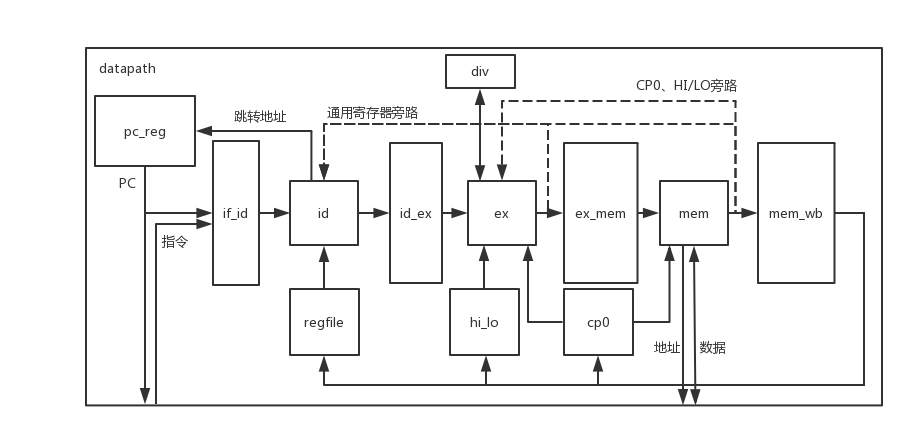 datapath
div
CP0、HI/LO旁路
通用寄存器旁路
跳转地址
pc_reg
PC
if_id
id
id_ex
ex
ex_mem
mem
mem_wb
指令
regfile
hi_lo
cp0
地址
数据